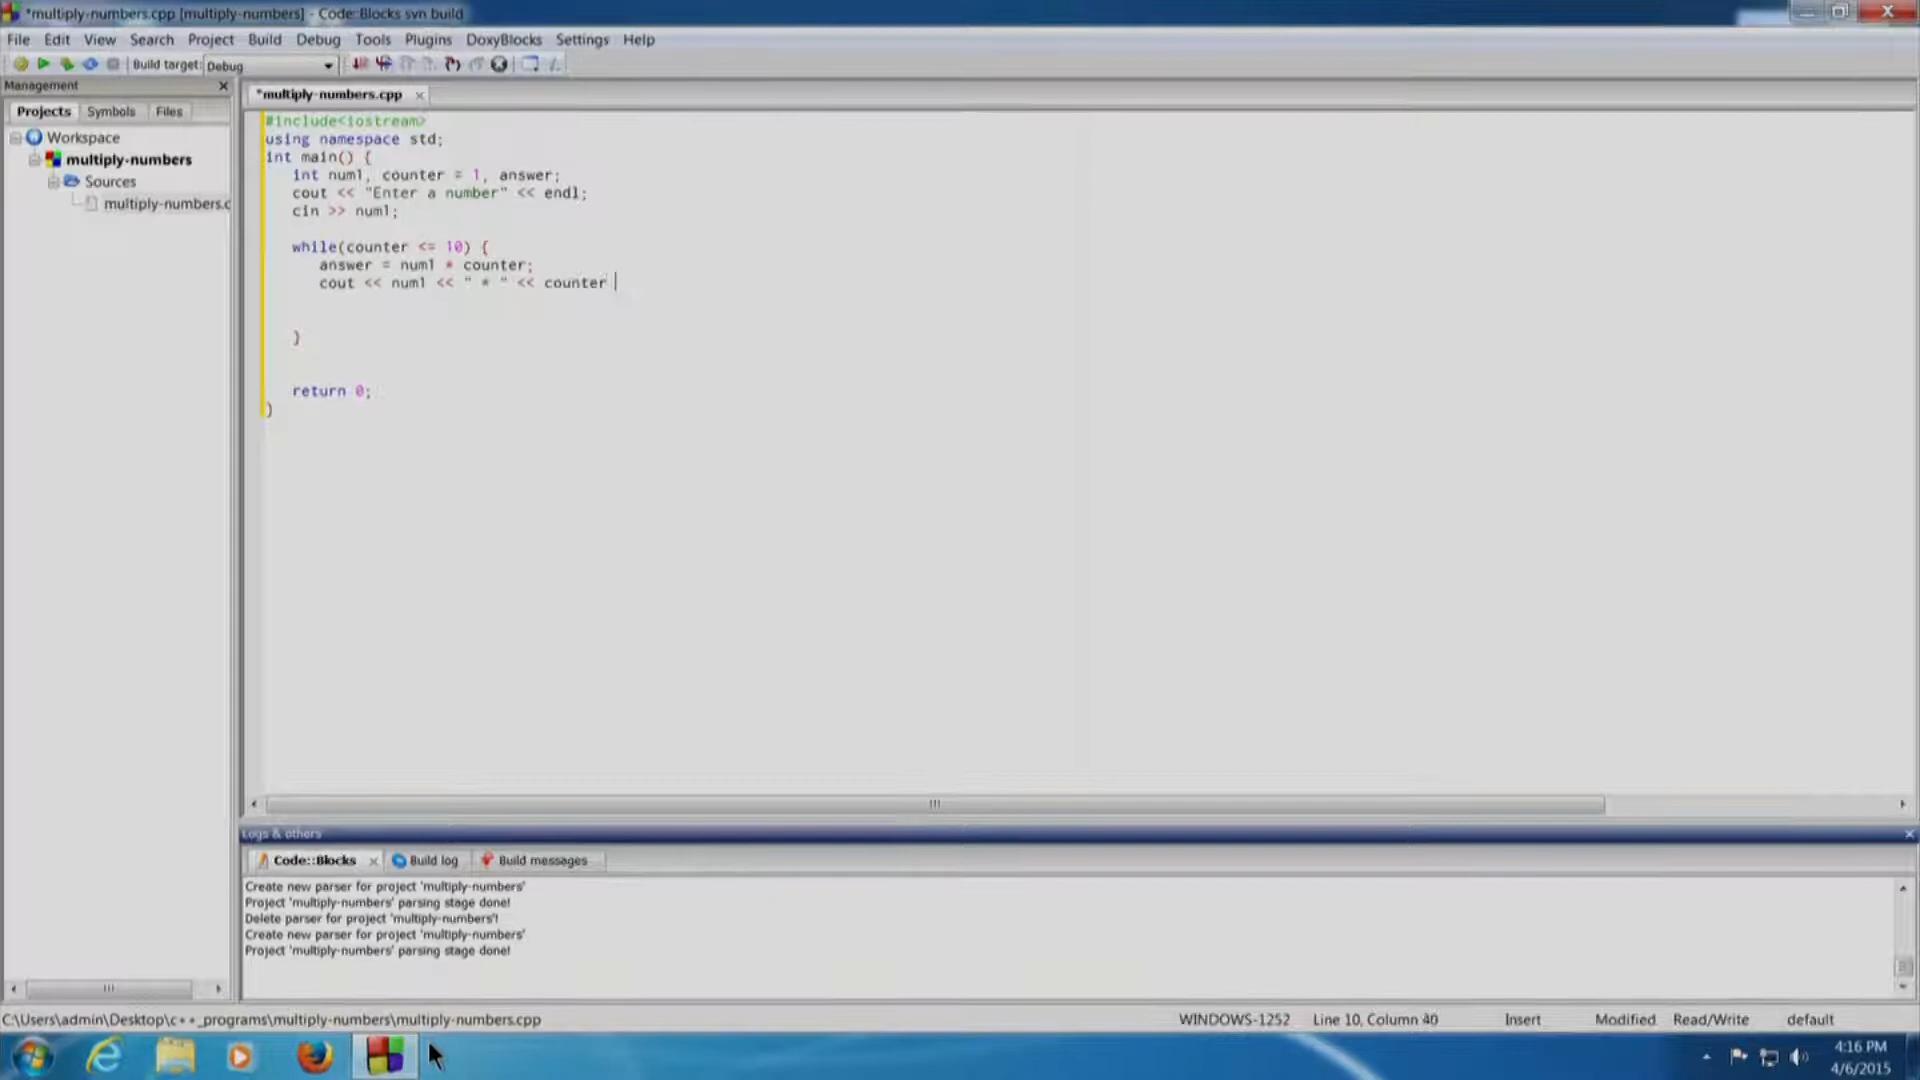 *multiply-numbers.cpp [multiply-numbers] - Code::Blocks svn build
File Edit View Search Project Build Debug Tools Plugins DoxyBlocks Settings Help
Build target: Debug
Management
*multiply-numbers.cpp
Projects Symbols Files
Workspace
multiply-numbers
Sources
multiply-numbers.c
#include<iostream>
using namespace std;
int main() {
int num1, counter = 1, answer;
cout << "Enter a number" << endl;
cin >> num1;
while(counter <= 10) {
answer = num1 * counter;
cout << num1 << " * " << counter
}
return 0;
}
Logs & others
Code::Blocks Build log Build messages
Create new parser for project 'multiply-numbers'
Project 'multiply-numbers' parsing stage done!
Delete parser for project 'multiply-numbers'!
Create new parser for project 'multiply-numbers'
Project 'multiply-numbers' parsing stage done!
C:\Users\admin\Desktop\c++_programs\multiply-numbers\multiply-numbers.cpp WINDOWS-1252 Line 10, Column 40 Insert Modified Read/Write default
4:16 PM
4/6/2015